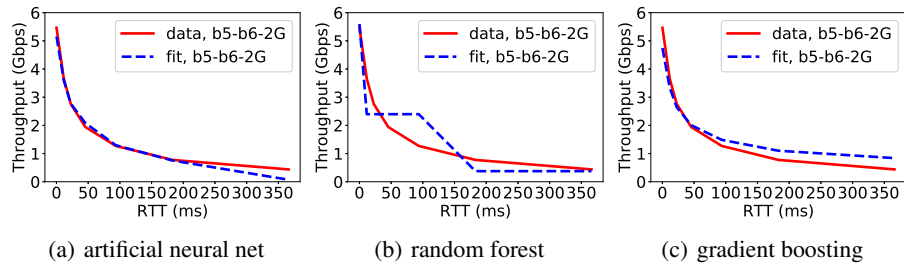 Throughput (Gbps)
6
5
4
3
2
1
0
data, b5-b6-2G
fit, b5-b6-2G
0 50 100 150 200 250 300 350
RTT (ms)
(a) artificial neural net
Throughput (Gbps)
6
5
4
3
2
1
0
data, b5-b6-2G
fit, b5-b6-2G
0 50 100 150 200 250 300 350
RTT (ms)
(b) random forest
Throughput (Gbps)
6
5
4
3
2
1
0
data, b5-b6-2G
fit, b5-b6-2G
0 50 100 150 200 250 300 350
RTT (ms)
(c) gradient boosting